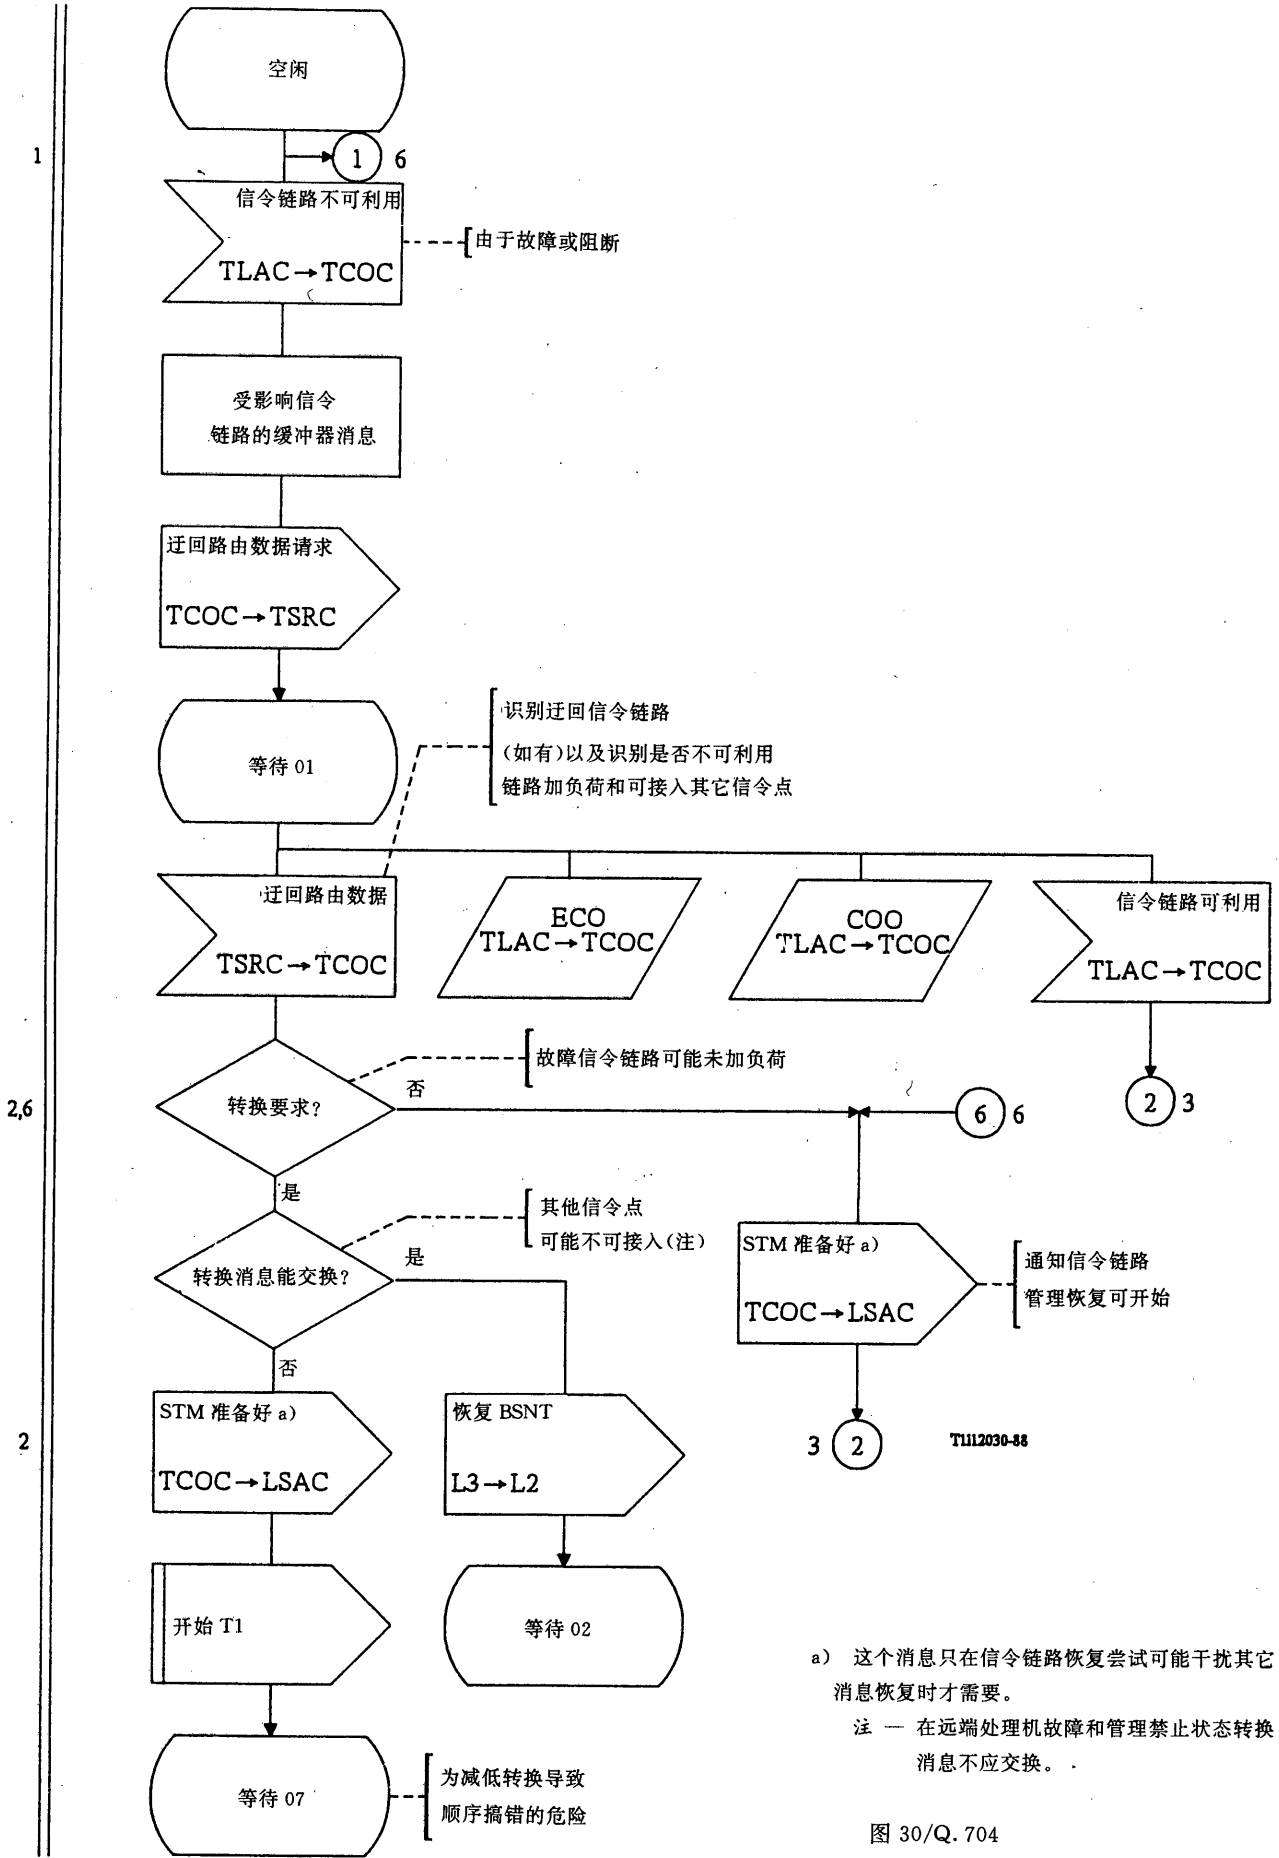 空闲
1
1 6
信令链路不可利用
TLAC→TCOC
由于故障或阻断
受影响信令
链路的缓冲器消息
迂回路由数据请求
TCOC→TSRC
等待 01
识别迂回信令链路
(如有)以及识别是否不可利用
链路加负荷和可接入其它信令点
迂回路由数据
TSRC→TCOC
ECO
TLAC→TCOC
COO
TLAC→TCOC
信令链路可利用
TLAC→TCOC
故障信令链路可能未加负荷
2,6
转换要求?
否
6 6
2 3
是
其他信令点
可能不可接入(注)
转换消息能交换?
是
否
STM 准备好 a)
TCOC→LSAC
通知信令链路
管理恢复可开始
2
STM 准备好 a)
TCOC→LSAC
恢复 BSNT
L3→L2
3 2
T1112030-88
开始 T1
等待 02
等待 07
为减低转换导致
顺序搞错的危险
a) 这个消息只在信令链路恢复尝试可能干扰其它
消息恢复时才需要。
注 — 在远端处理机故障和管理禁止状态转换
消息不应交换。
图 30/Q.704